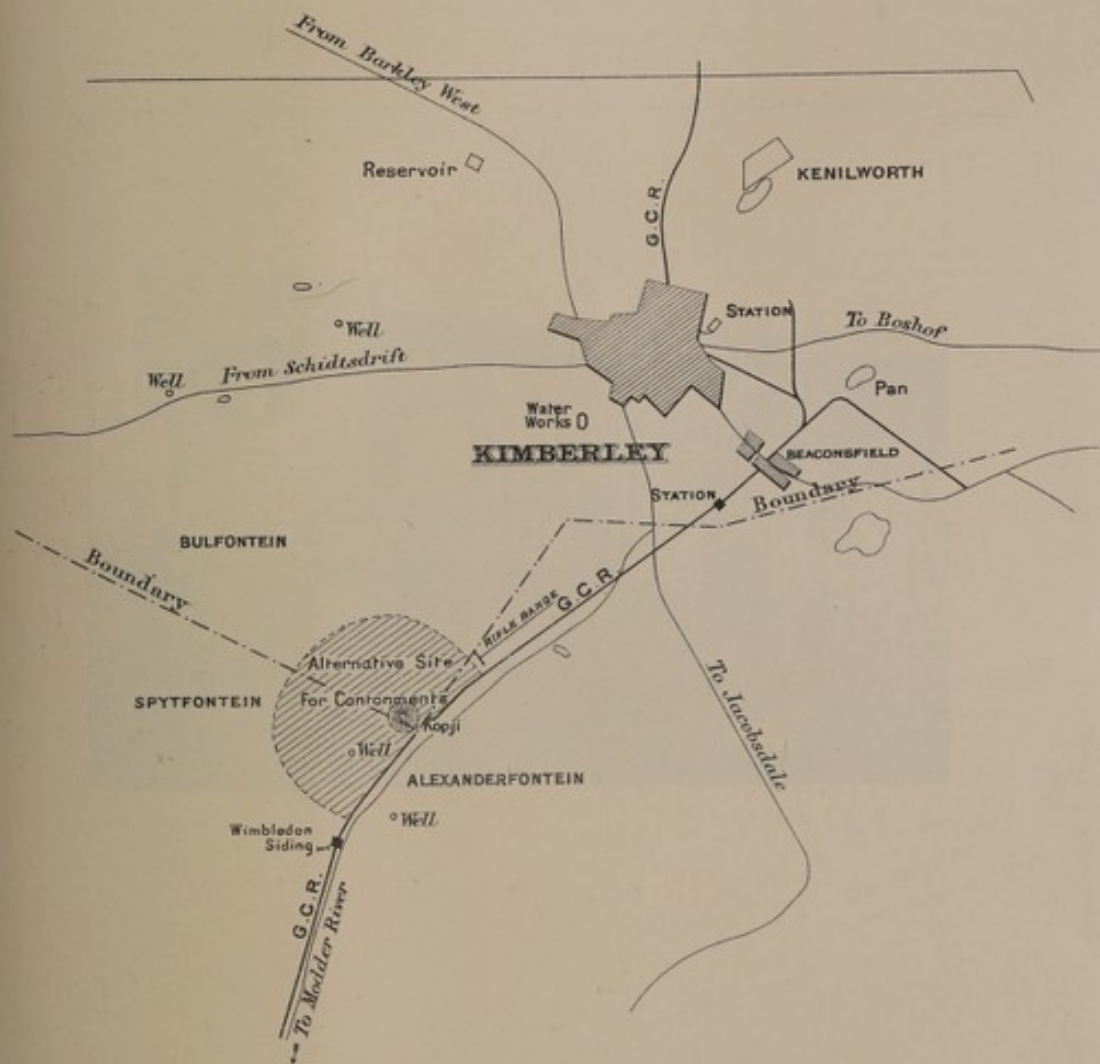 From Barkley West
Reservoir
KENILWORTH
G.C.R.
STATION
To Boshof
Well
From Schidtsdrift
Well
Pan
Water
Works
KIMBERLEY
BEACONSFIELD
STATION
Boundary
BULFONTEIN
Boundary
G.C.R.
RIFLE RANGE
Alternative Site
For Cantonments
SPYTFONTEIN
Kopji
Well
To Jacobsdale
ALEXANDERFONTEIN
Well
Wimbledon
Siding
G.C.R.
To Modder River